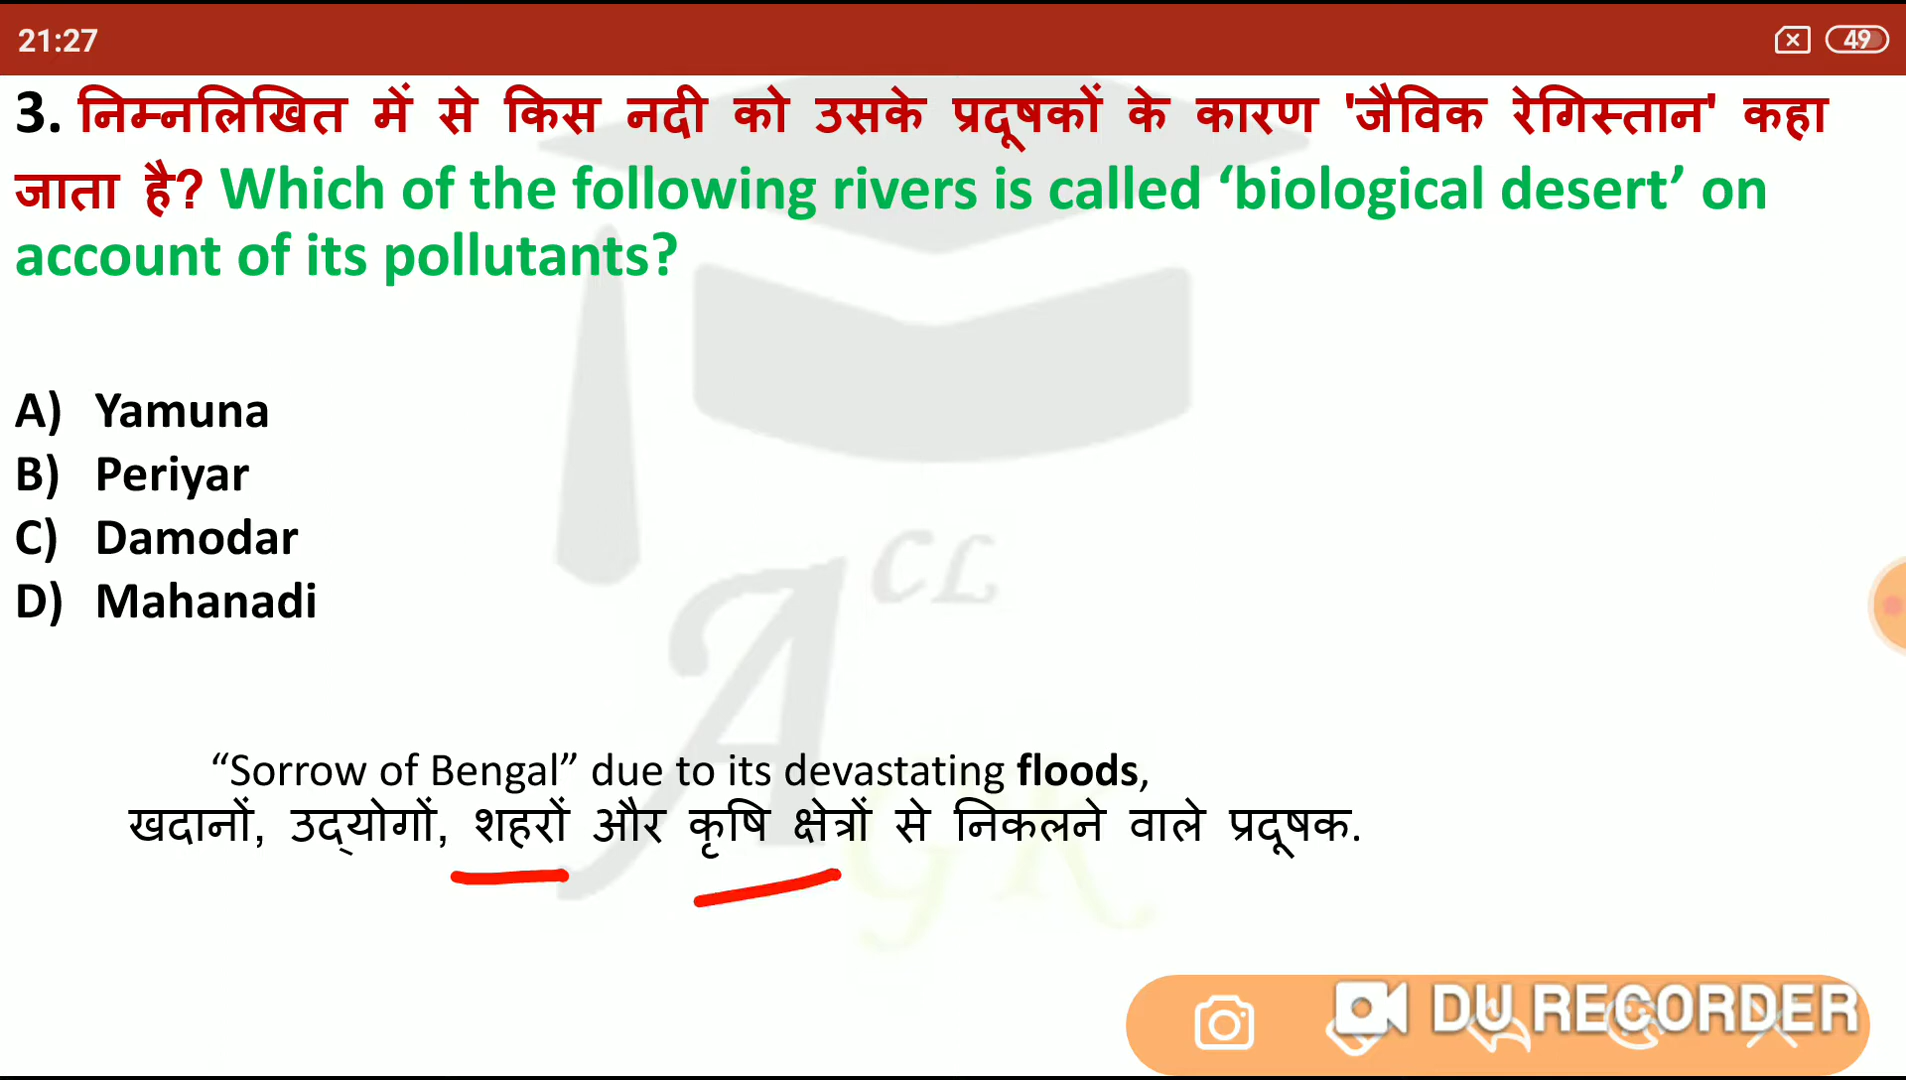 21:27
49
3. निम्नलिखित में से किस नदी को उसके प्रदूषकों के कारण 'जैविक रेगिस्तान' कहा
जाता है? Which of the following rivers is called ‘biological desert’ on
account of its pollutants?
A) Yamuna
B) Periyar
C) Damodar
D) Mahanadi
CL
A
“Sorrow of Bengal” due to its devastating floods,
खदानों, उद्योगों, शहरों और कृषि क्षेत्रों से निकलने वाले प्रदूषक.
GK
DU RECORDER